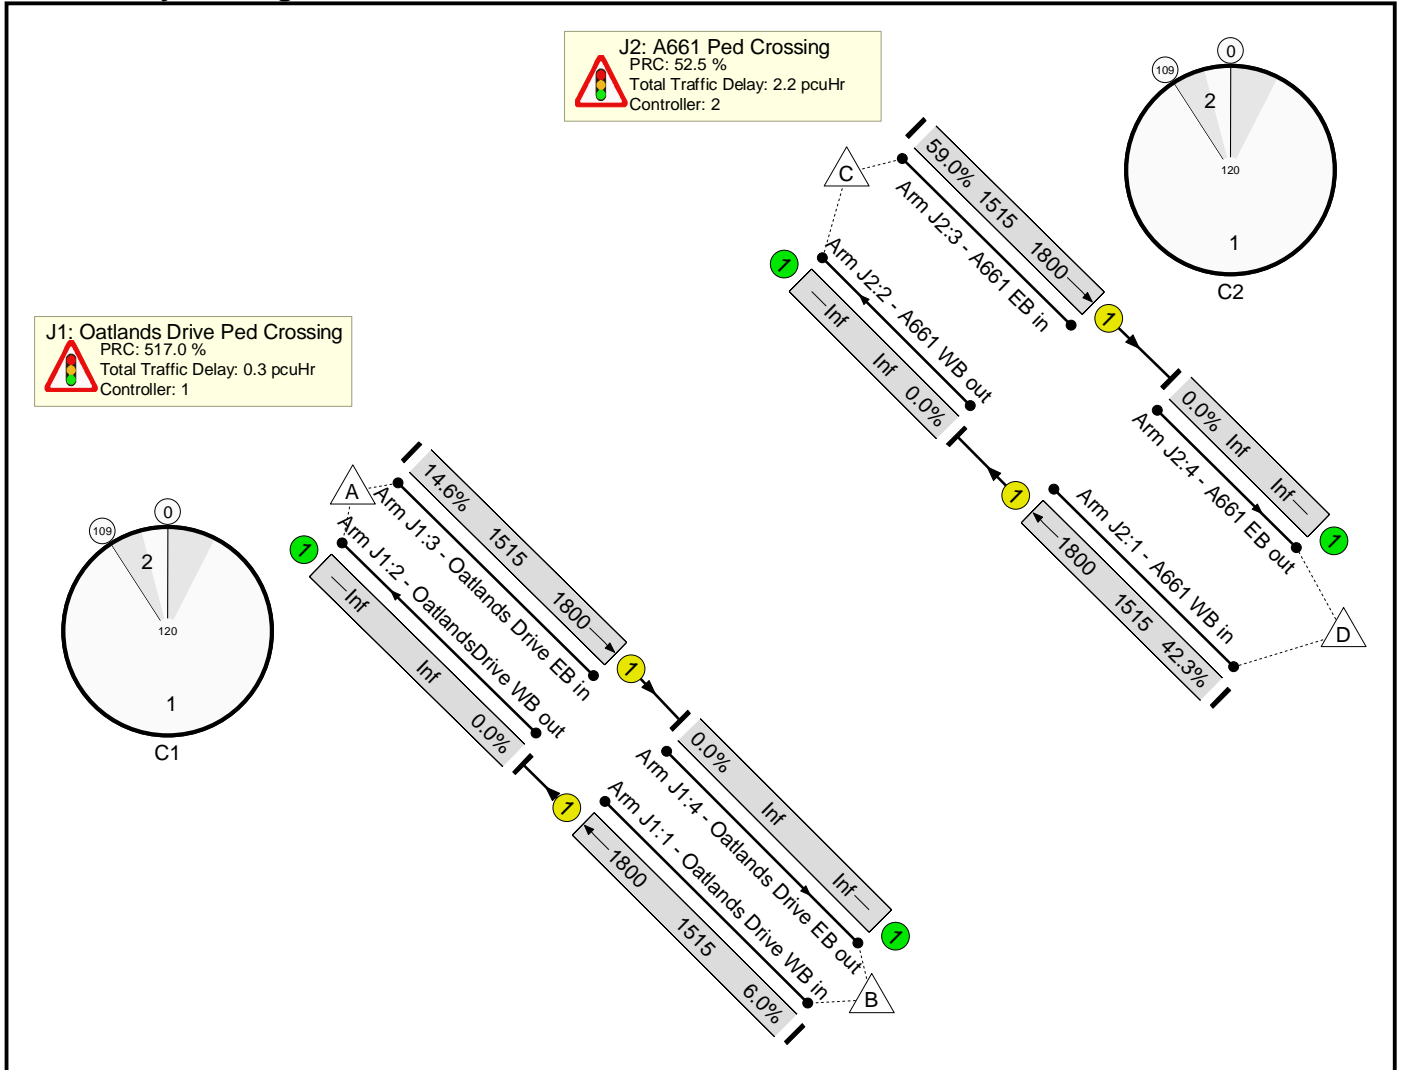 J2: A661 Ped Crossing
PRC: 52.5 %
Total Traffic Delay: 2.2 pcuHr
Controller: 2
0
109
2
120
1
C2
C
59.0% 1515 1800
Arm J2:3 - A661 EB in
1
Arm J2:2 - A661 WB out
1
Inf Inf 0.0%
1
0.0% Inf Inf
Arm J2:4 - A661 EB out
1
Arm J2:1 - A661 WB in
1800 1515 42.3%
D
J1: Oatlands Drive Ped Crossing
PRC: 517.0 %
Total Traffic Delay: 0.3 pcuHr
Controller: 1
0
109
2
120
1
C1
A
14.6% 1515 1800
Arm J1:3 - Oatlands Drive EB in
1
Arm J1:2 - OatlandsDrive WB out
1
Inf Inf 0.0%
1
0.0% Inf Inf
Arm J1:4 - Oatlands Drive EB out
1
Arm J1:1 - Oatlands Drive WB in
1800 1515 6.0%
B